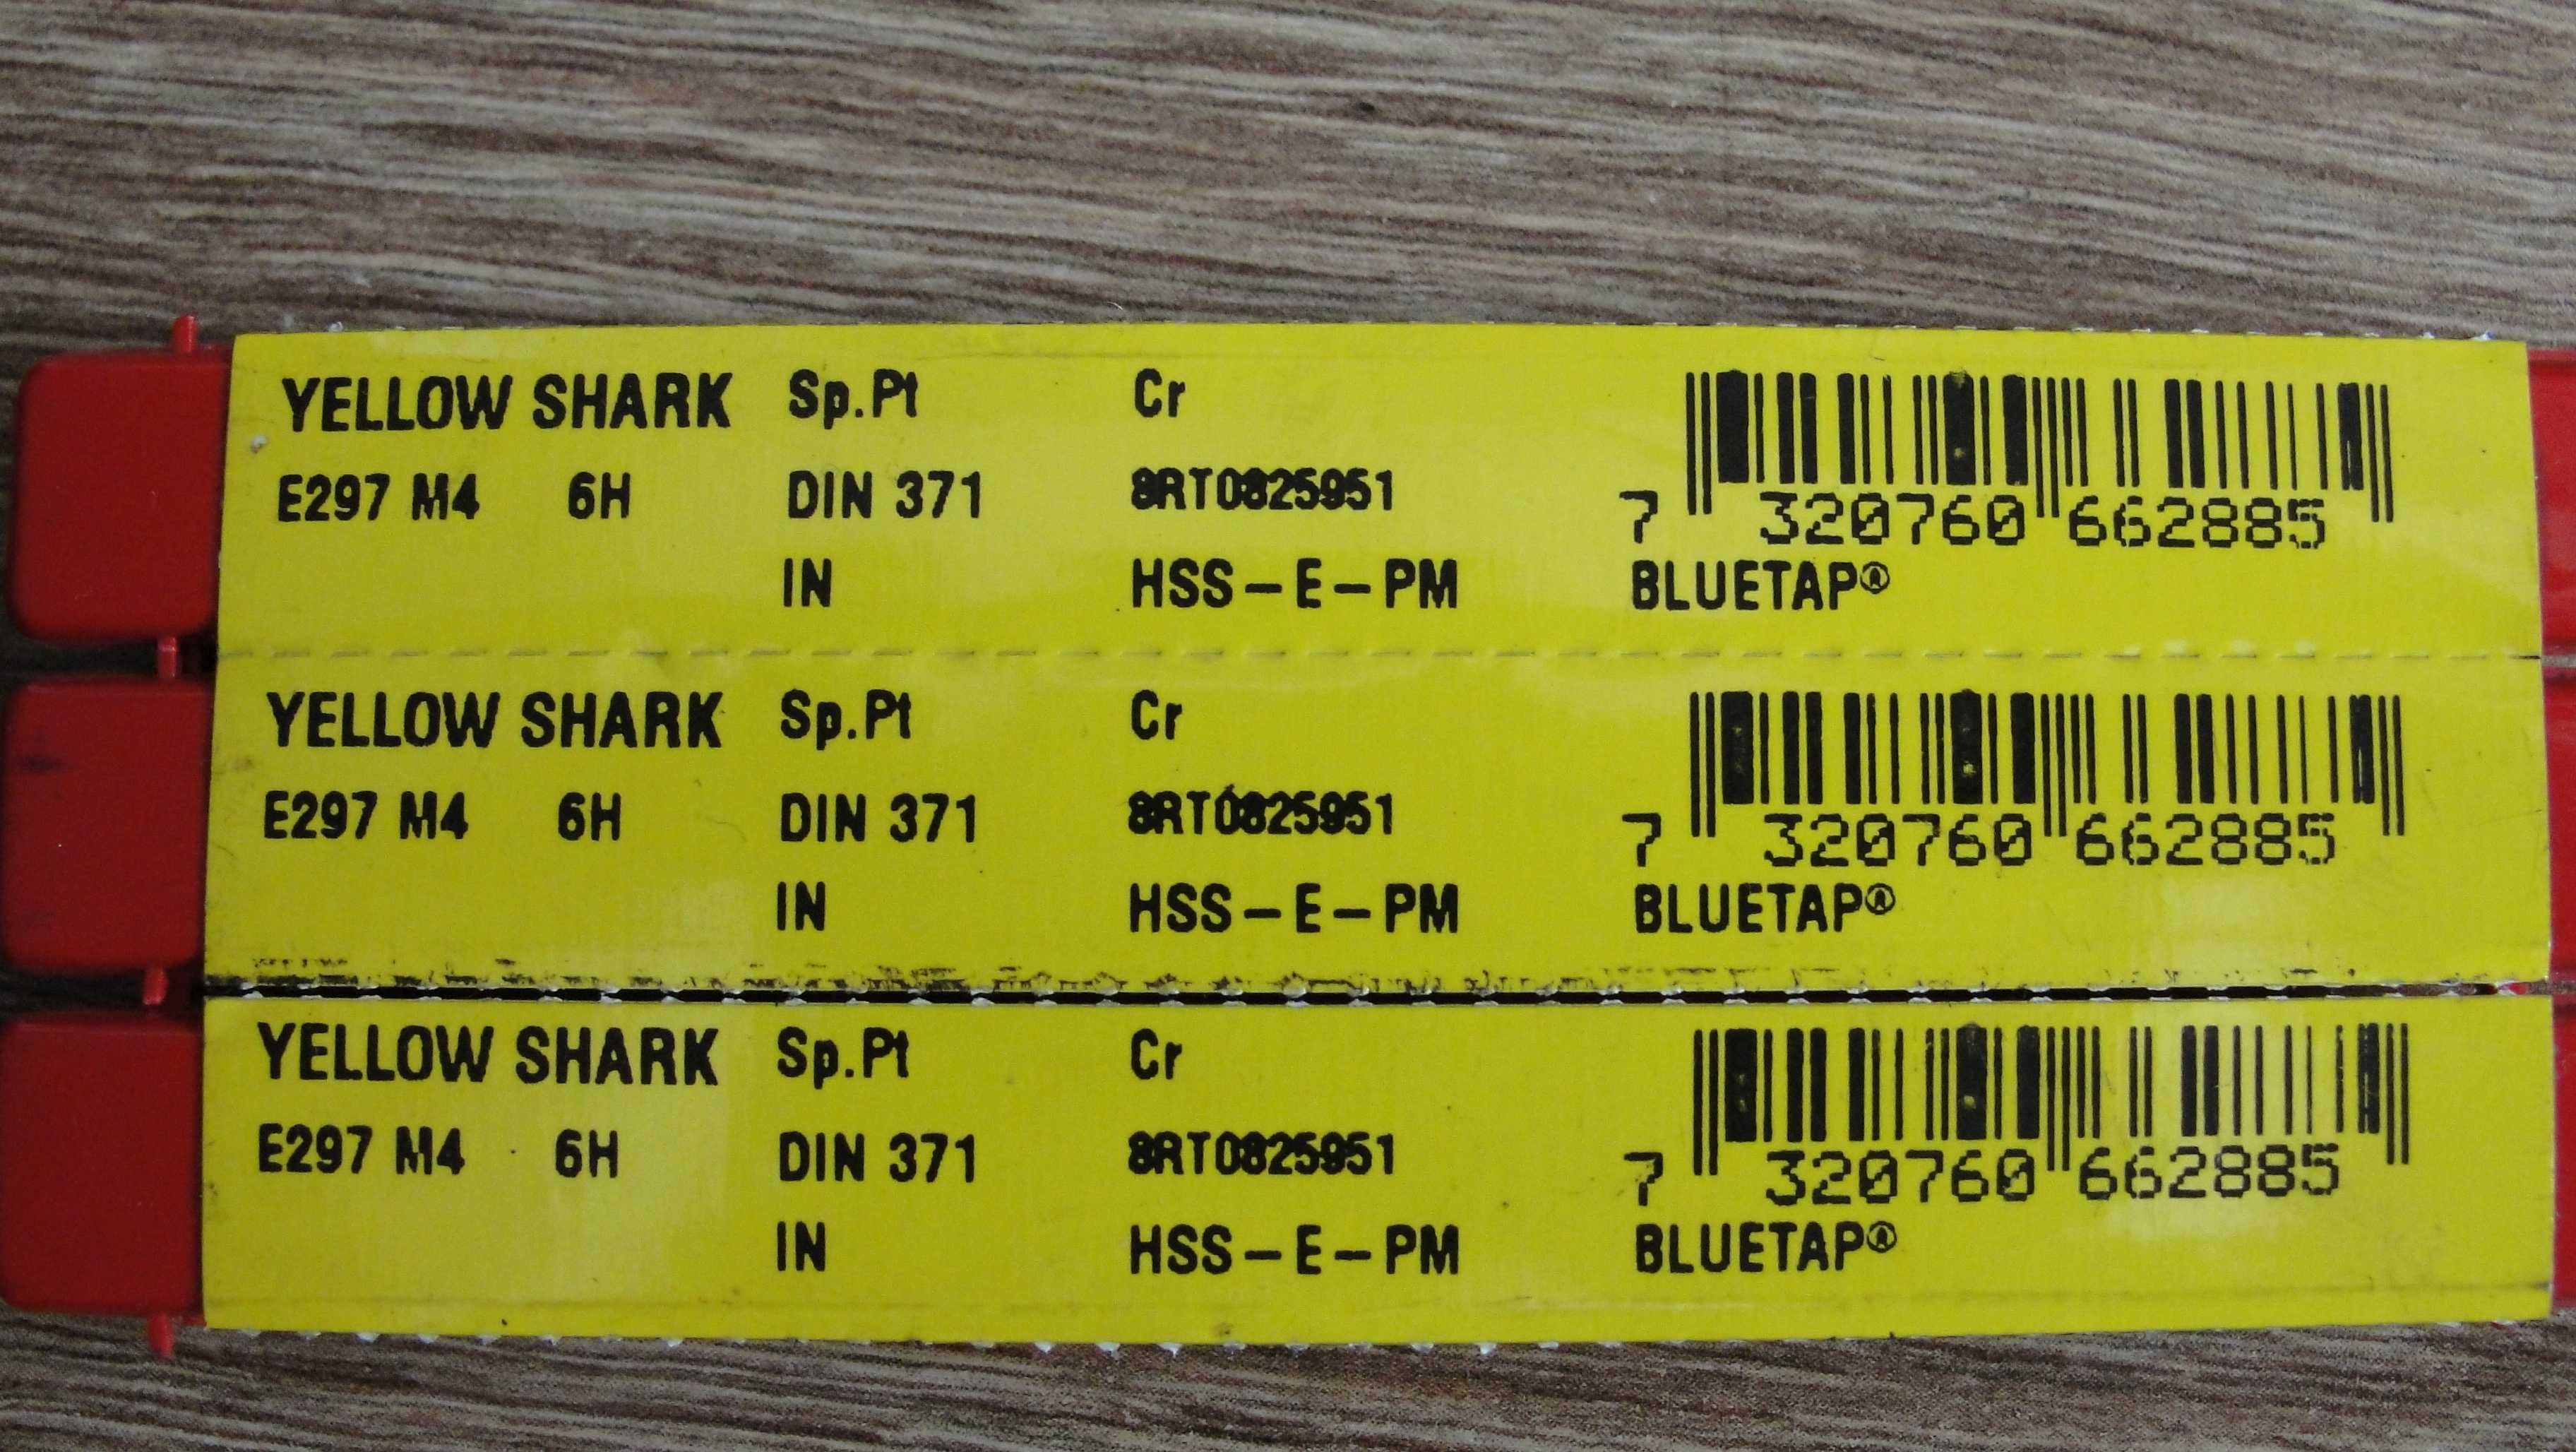 YELLOW SHARK Sp.Pt Cr
E297 M4 6H DIN 371 8RT0825951
7 320760 662885
IN HSS-E-PM BLUETAP®
YELLOW SHARK Sp.Pt Cr
E297 M4 6H DIN 371 8RT0825951
7 320760 662885
IN HSS-E-PM BLUETAP®
YELLOW SHARK Sp.Pt Cr
E297 M4 6H DIN 371 8RT0825951
7 320760 662885
IN HSS-E-PM BLUETAP®